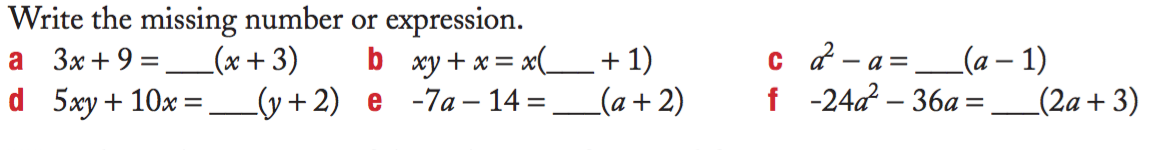 Write the missing number or expression.
a 3x + 9 = ___(x + 3) b xy + x = x(___ + 1) c a² – a = ___(a – 1)
d 5xy + 10x = ___(y + 2) e -7a – 14 = ___(a + 2) f -24a² – 36a = ___(2a + 3)